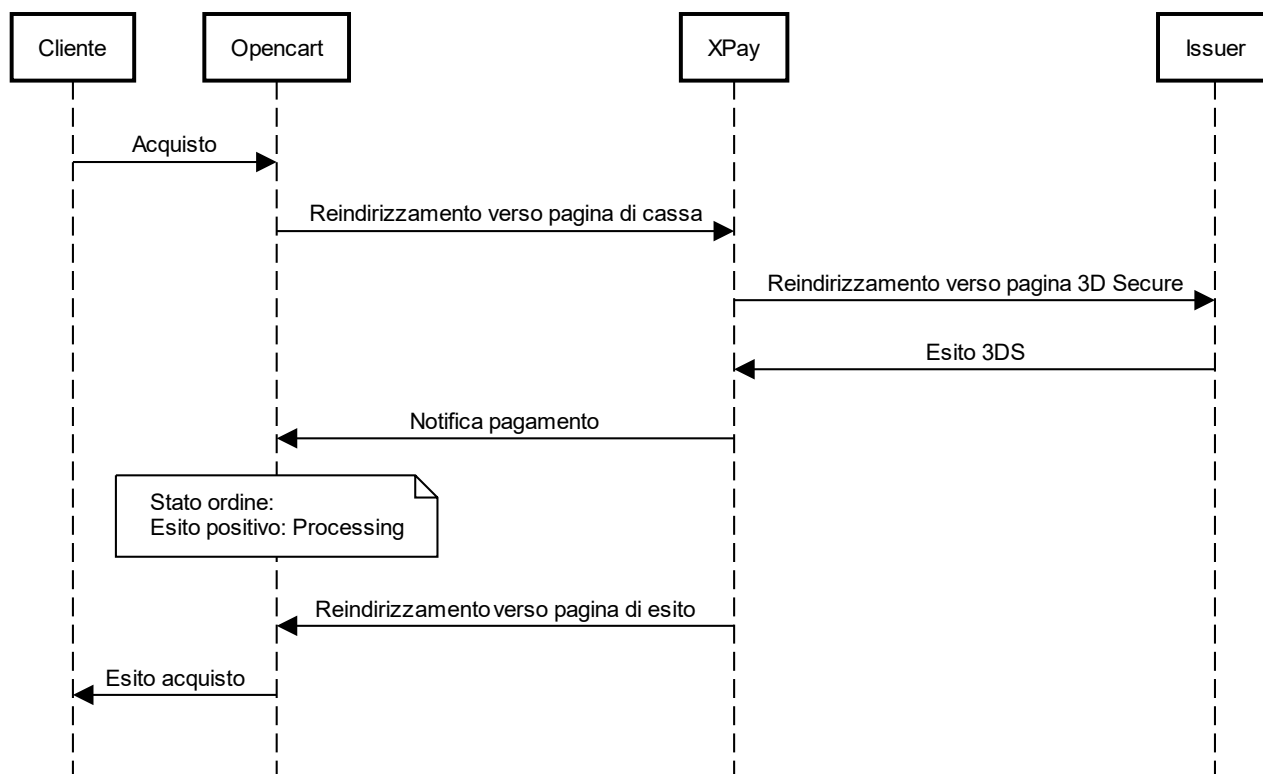 Cliente
Opencart
XPay
Issuer
Acquisto
Reindirizzamento verso pagina di cassa
Reindirizzamento verso pagina 3D Secure
Esito 3DS
Notifica pagamento
Stato ordine:
Esito positivo: Processing
Reindirizzamento verso pagina di esito
Esito acquisto